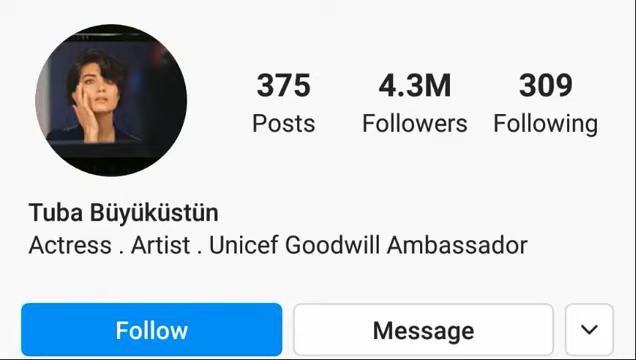 375 4.3M 309
Posts Followers Following
Tuba Büyüküstün
Actress . Artist . Unicef Goodwill Ambassador
Follow Message